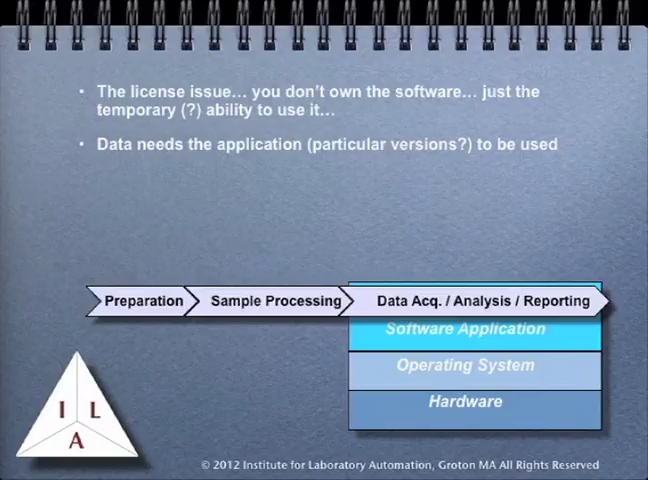 • The license issue... you don't own the software... just the
temporary (?) ability to use it...
• Data needs the application (particular versions?) to be used
Preparation
Sample Processing
Data Acq. / Analysis / Reporting
Software Application
Operating System
Hardware
I L
A
© 2012 Institute for Laboratory Automation, Groton MA All Rights Reserved